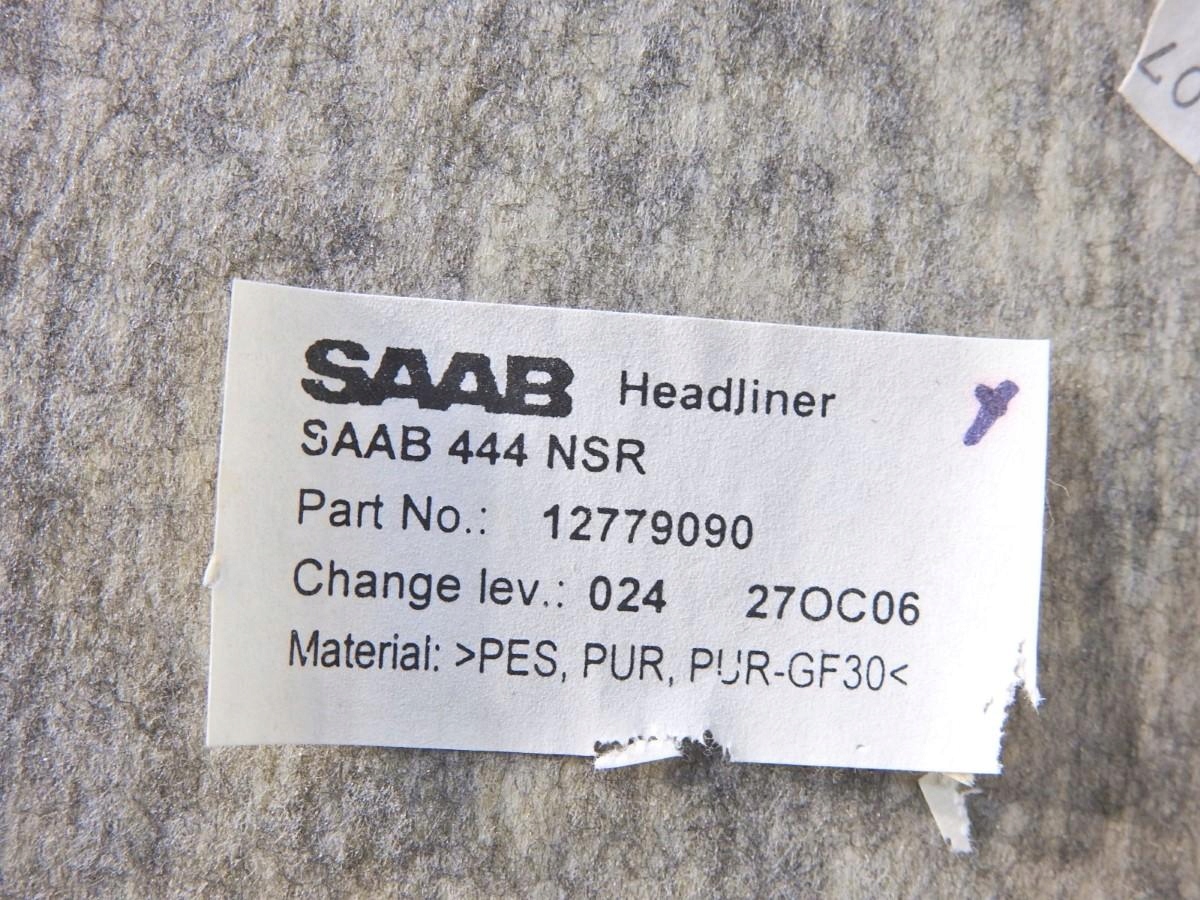 SAAB Headliner
SAAB 444 NSR
Part No.: 12779090
Change lev.: 024 27OC06
Material: >PES, PUR, PUR-GF30<